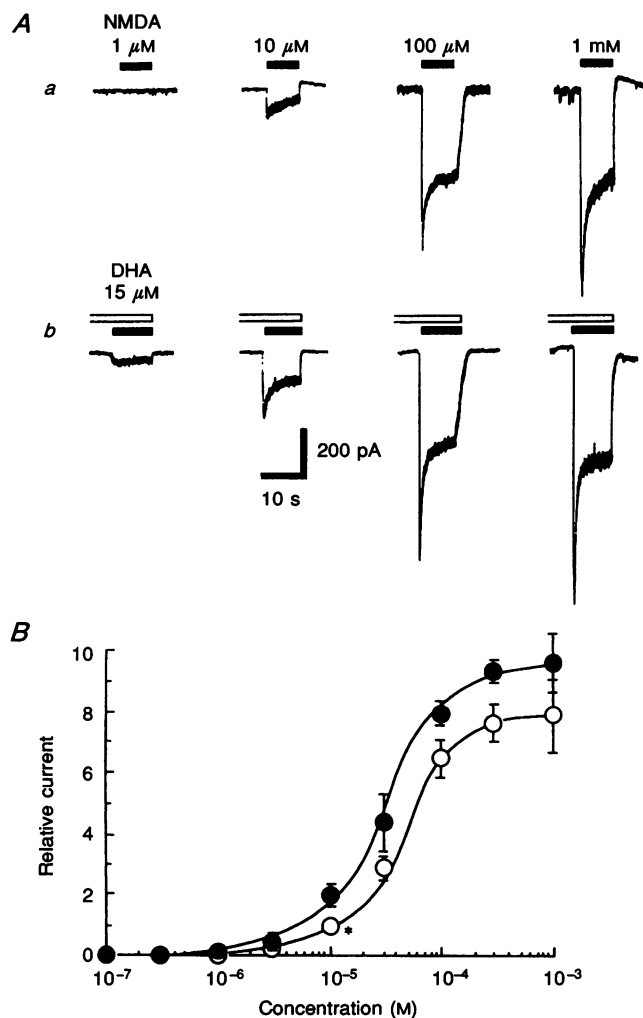 A
NMDA
1 μM 10 μM 100 μM 1 mM
a
DHA
15 μM
b
200 pA
10 s
B
10
8
6
4
2
0
Relative current
*
10⁻⁷ 10⁻⁶ 10⁻⁵ 10⁻⁴ 10⁻³
Concentration (M)